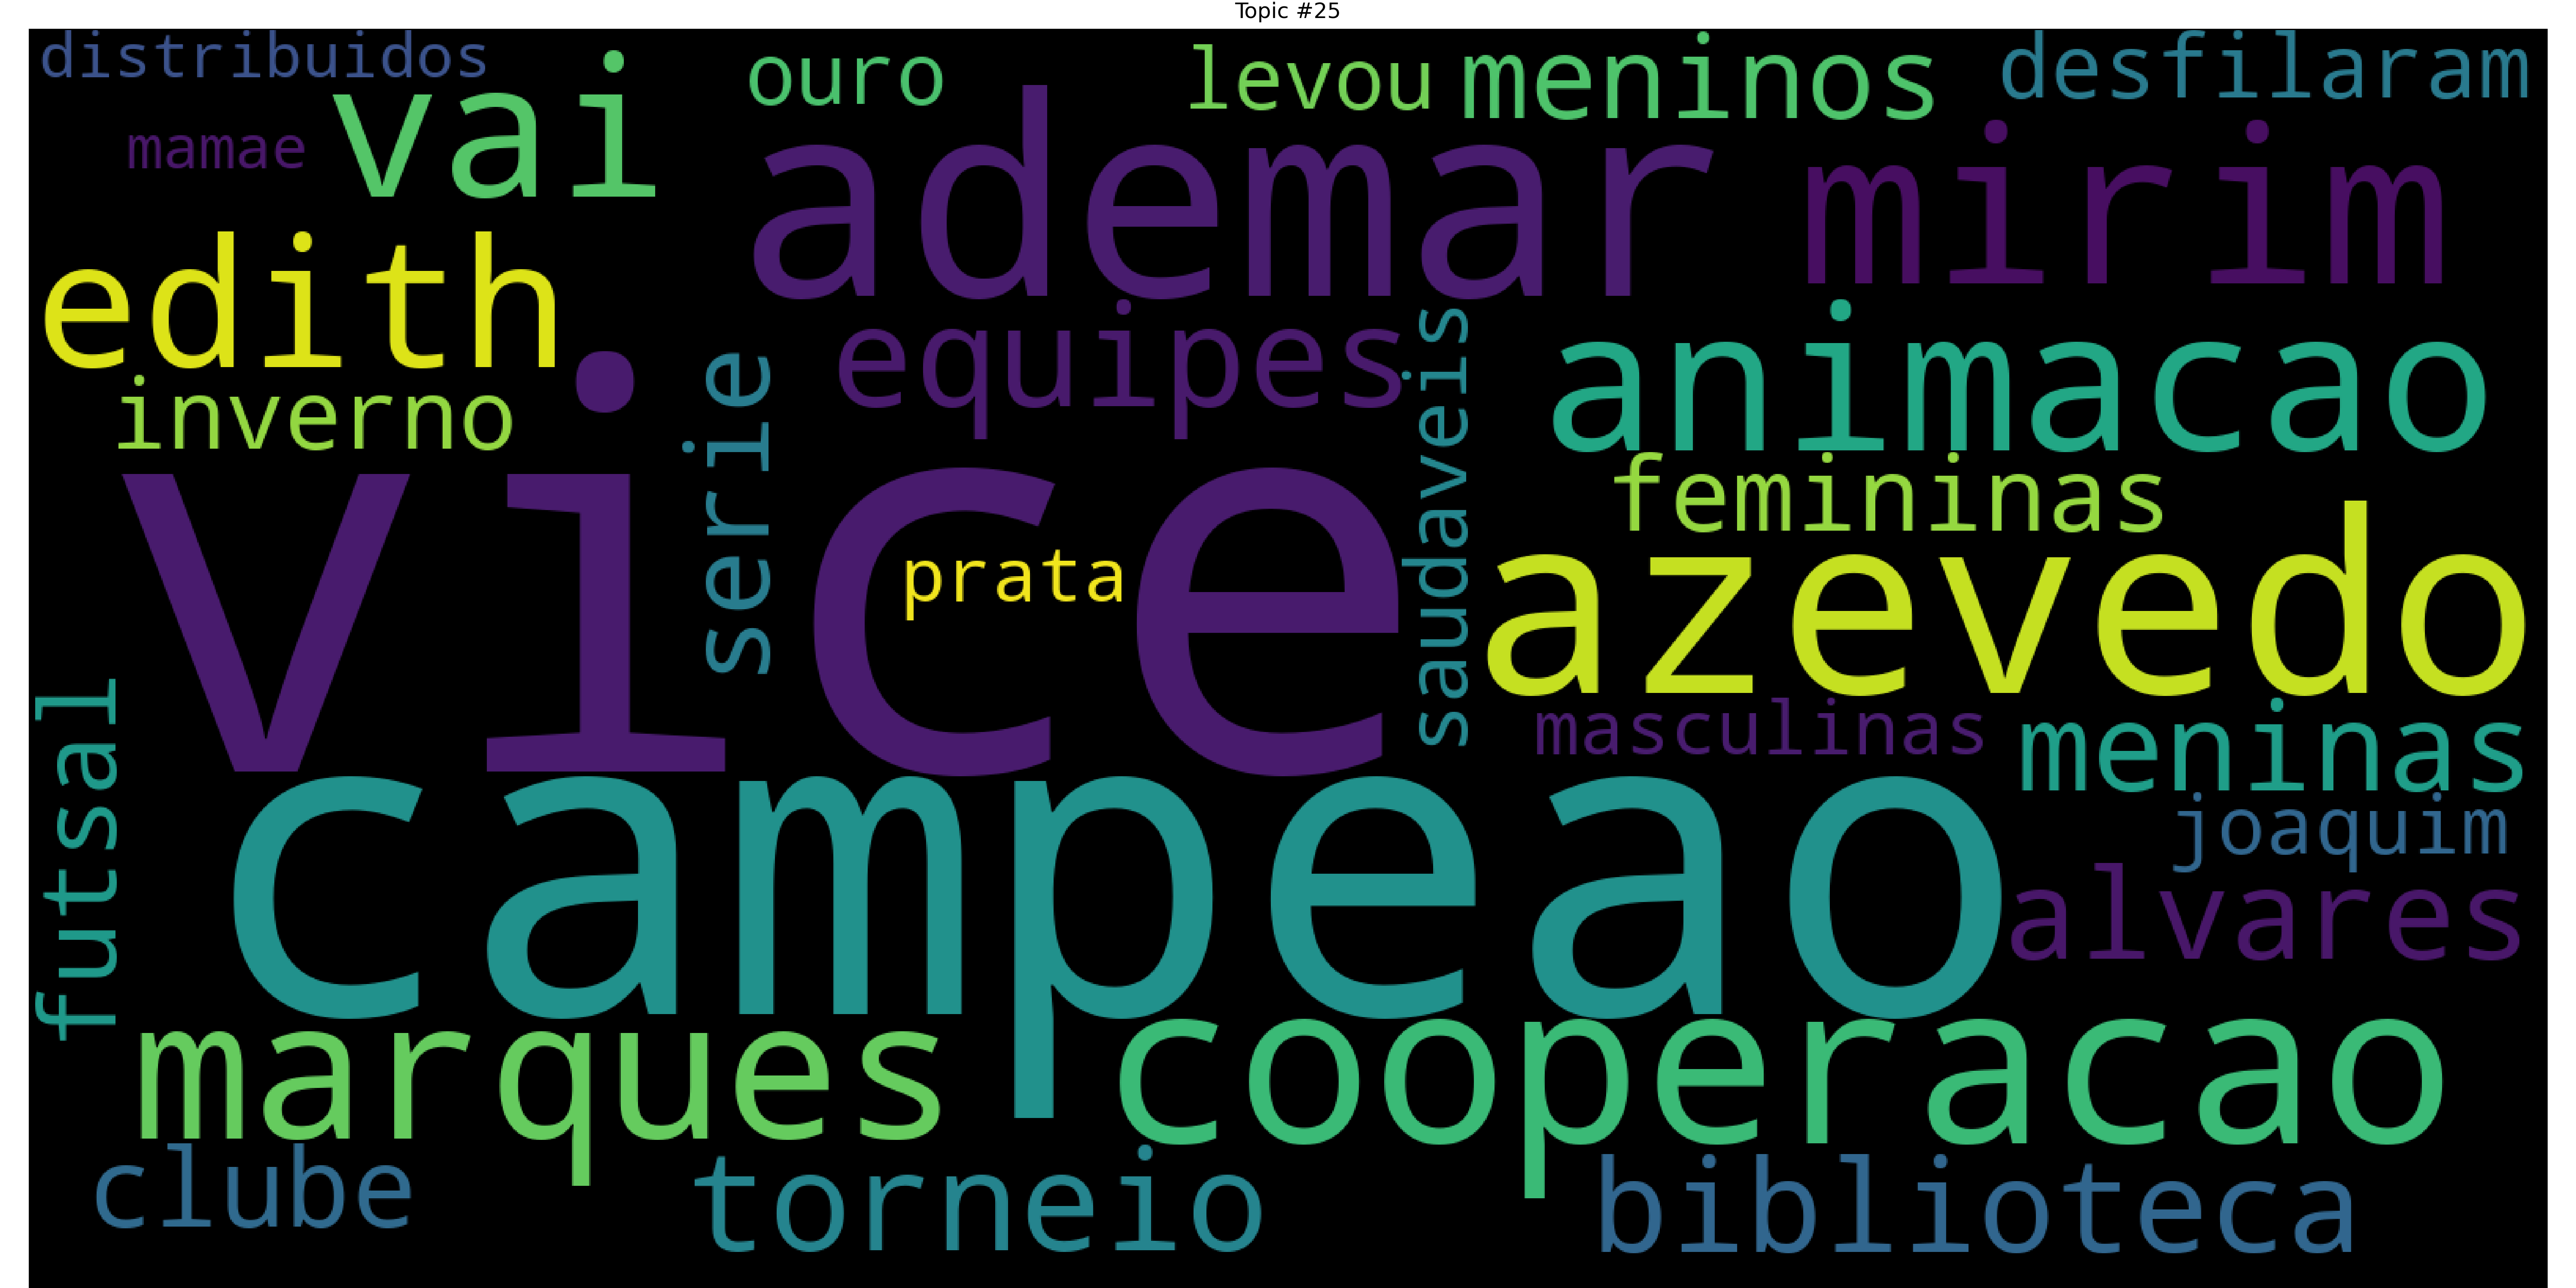 Topic #25
distribuidos
ouro
levou
meninos
desfilaram
mamae
vai
ademar
mirim
edith
inverno
equipes
animacao
serie
saudaveis
femininas
vice
prata
azevedo
masculinas
meninas
futsal
campeao
joaquim
alvares
marques
cooperacao
clube
torneio
biblioteca